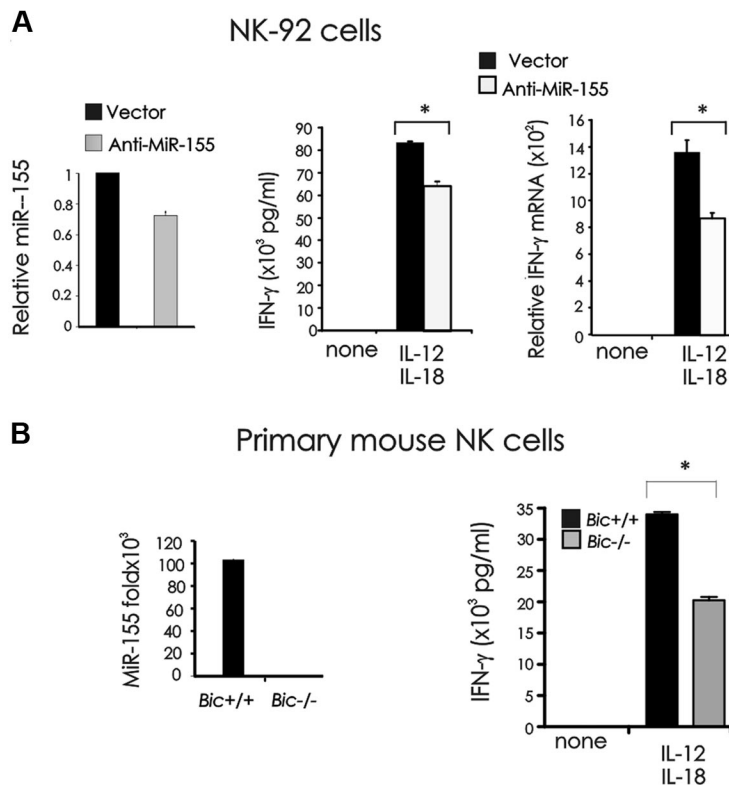 A
NK-92 cells
Vector
Anti-MiR-155
Relative miR--155
1
0.8
0.6
0.4
0.2
0
Vector
Anti-MiR-155
*
IFN-γ (x10³ pg/ml)
90
80
70
60
50
40
30
20
10
0
none
IL-12
IL-18
*
Relative IFN-γ mRNA (x10²)
16
14
12
10
8
6
4
2
0
none
IL-12
IL-18
B
Primary mouse NK cells
MiR-155 foldx10³
120
100
80
60
40
20
0
Bic+/+
Bic-/-
*
Bic+/+
Bic-/-
IFN-γ (x10³ pg/ml)
35
30
25
20
15
10
5
0
none
IL-12
IL-18